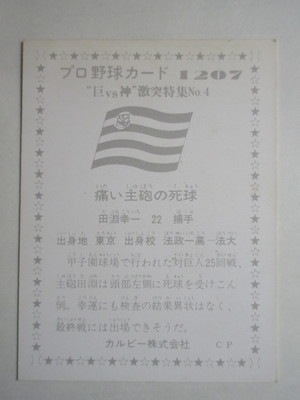 プロ野球カード 1207
"巨vs神"激突特集No.4
痛い主砲の死球
田淵幸一 22 捕手
出身地 東京 出身校 法政一高―法大
甲子園球場で行われた対巨人25回戦、
主砲田淵は頭部左側に死球を受けこん
倒。幸運にも検査の結果異状はなく、
最終戦には出場できそうだ。
カルビー株式会社 CP